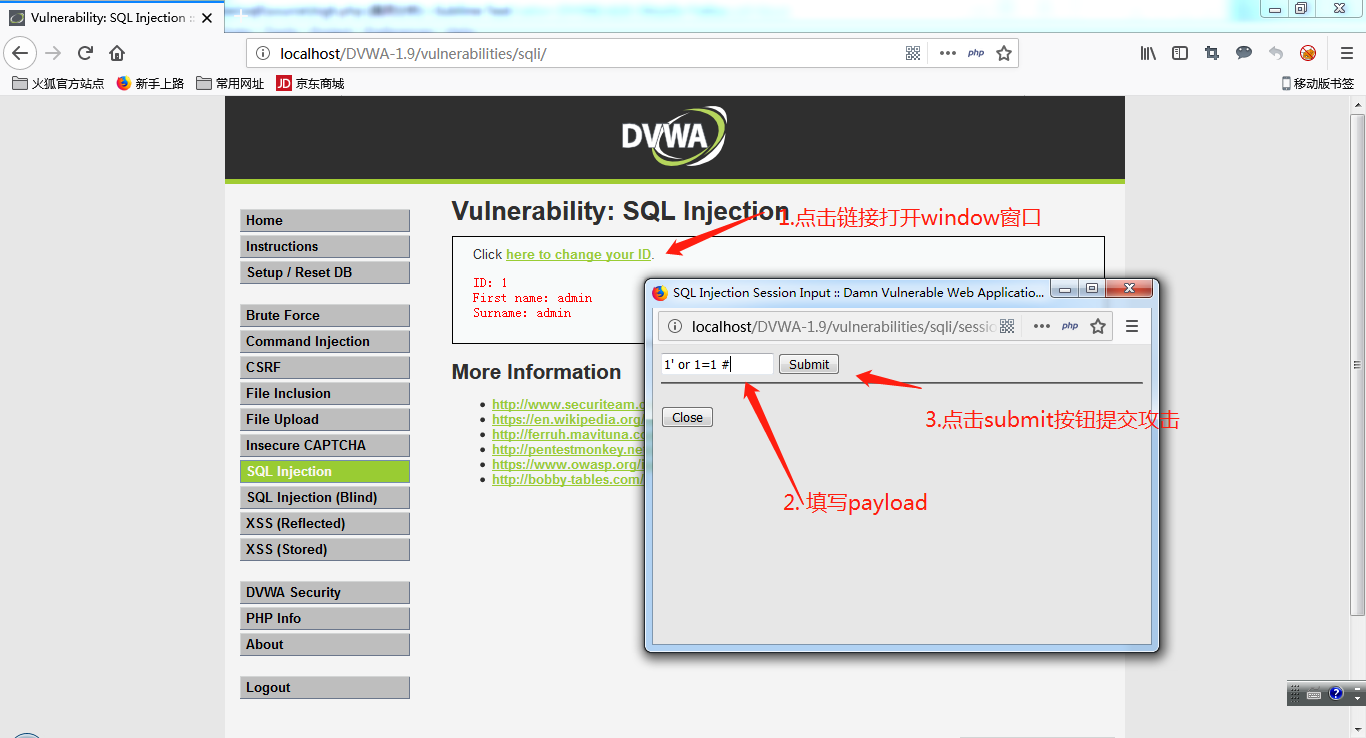 Vulnerability: SQL Injection ::
localhost/DVWA-1.9/vulnerabilities/sqli/
php
火狐官方站点
新手上路
常用网址
JD
京东商城
移动版书签
DVWA
Home
Instructions
Setup / Reset DB
Brute Force
Command Injection
CSRF
File Inclusion
File Upload
Insecure CAPTCHA
SQL Injection
SQL Injection (Blind)
XSS (Reflected)
XSS (Stored)
DVWA Security
PHP Info
About
Logout
Vulnerability: SQL Injection
1.点击链接打开window窗口
Click here to change your ID.
ID: 1
First name: admin
Surname: admin
More Information
http://www.securiteam.c
https://en.wikipedia.org/
http://ferruh.mavituna.co
http://pentestmonkey.ne
https://www.owasp.org/
http://bobby-tables.com/
SQL Injection Session Input :: Damn Vulnerable Web Applicatio...
localhost/DVWA-1.9/vulnerabilities/sqli/sessio
php
1' or 1=1 #
Submit
Close
3.点击submit按钮提交攻击
2. 填写payload